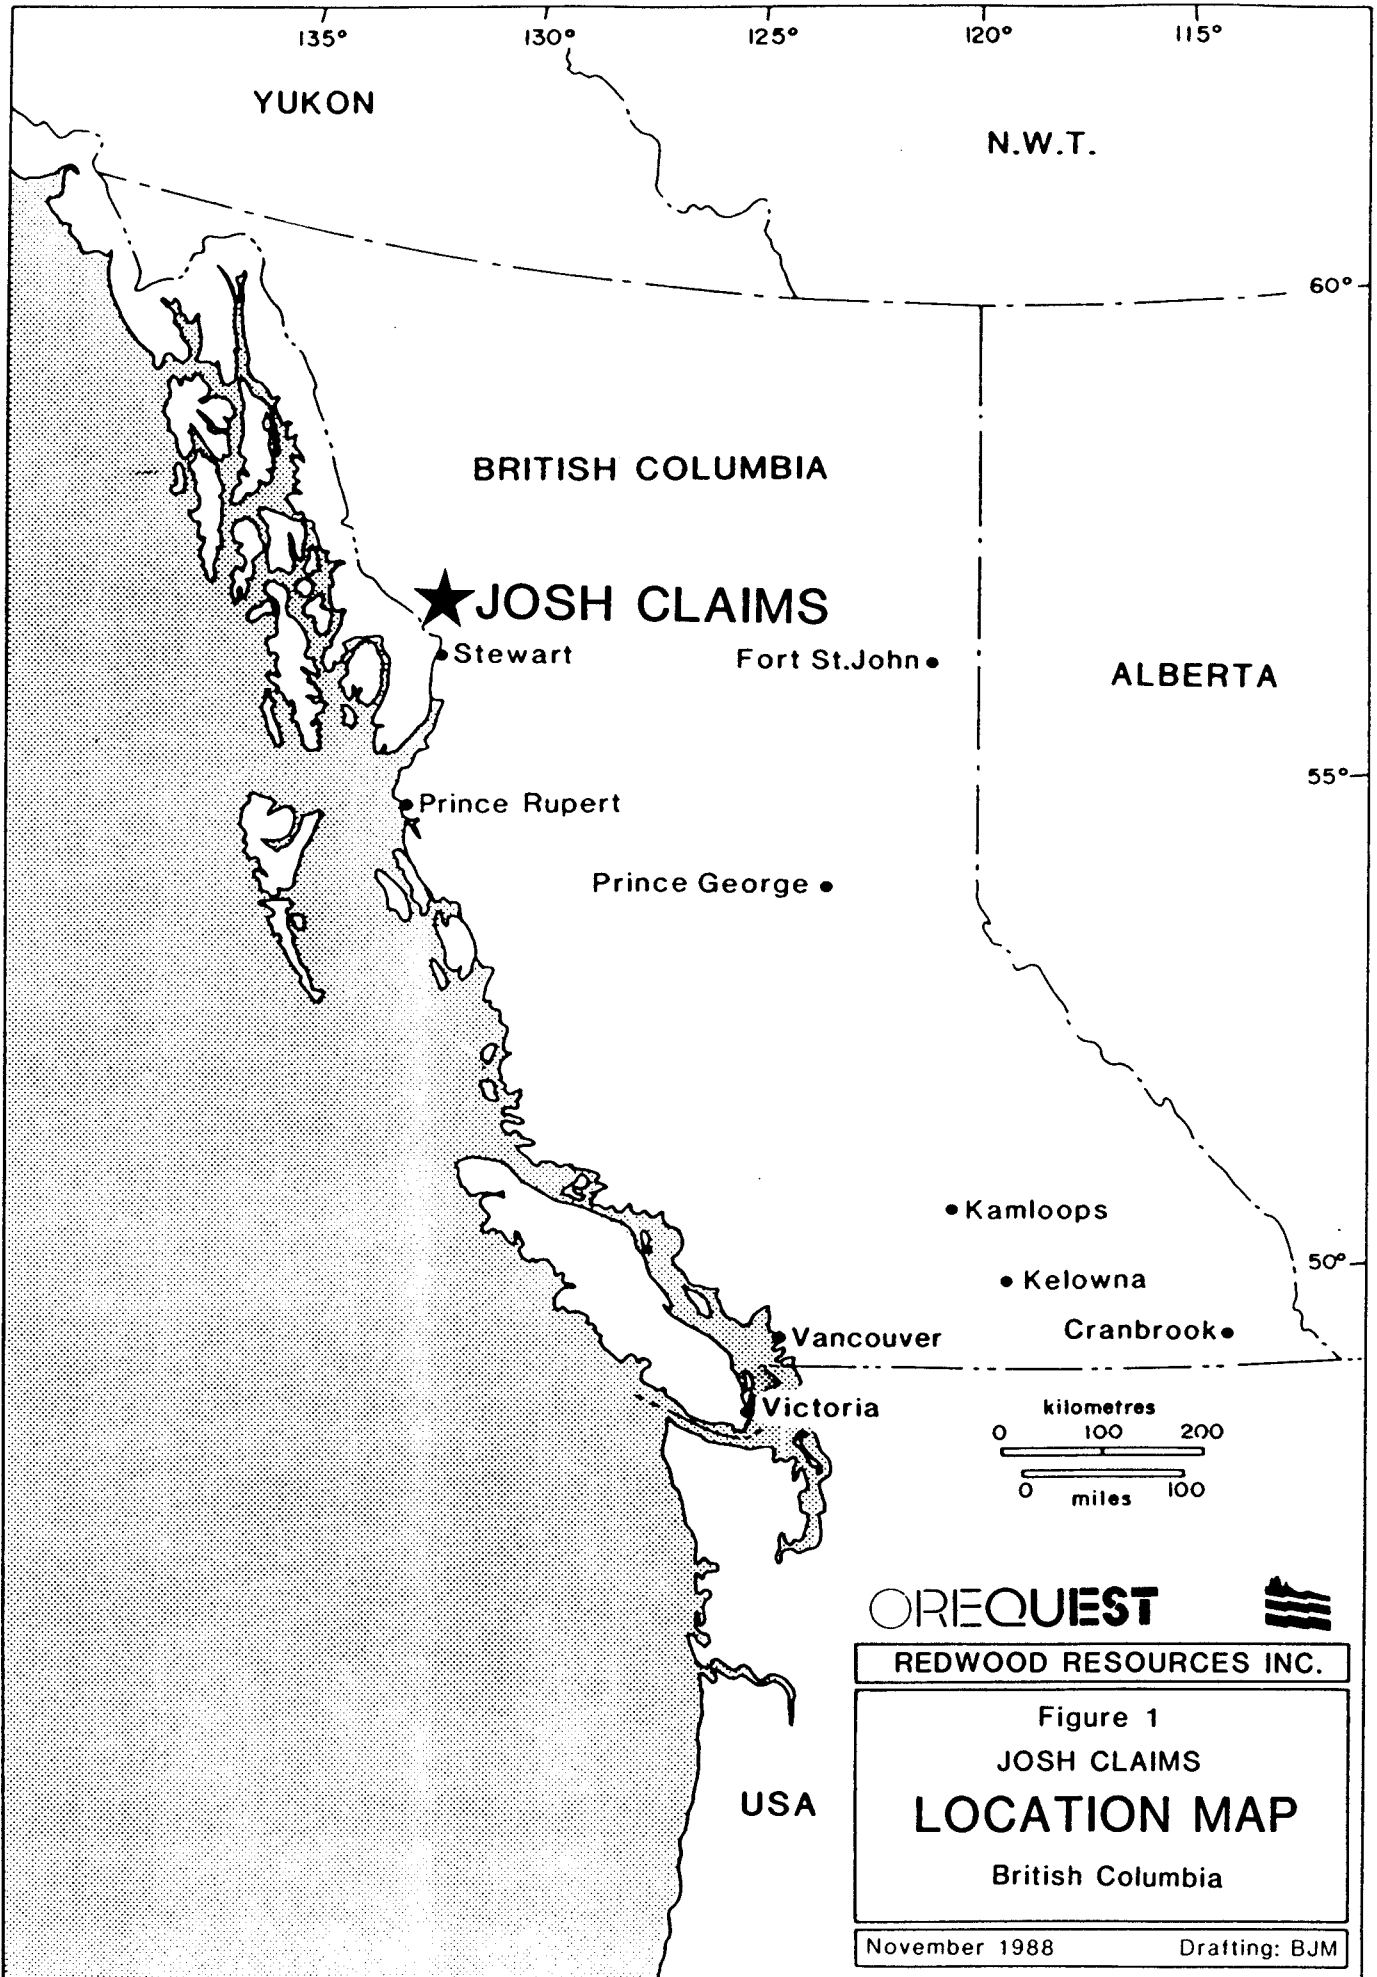 135° 130° 125° 120° 115°
YUKON
N.W.T.
60°
BRITISH COLUMBIA
JOSH CLAIMS
Stewart
Fort St.John
ALBERTA
55°
Prince Rupert
Prince George
Kamloops
50°
Kelowna
Cranbrook
Vancouver
Victoria
kilometres
0 100 200
0 miles 100
OREQUEST
REDWOOD RESOURCES INC.
Figure 1
JOSH CLAIMS
LOCATION MAP
USA
British Columbia
November 1988 Drafting: BJM